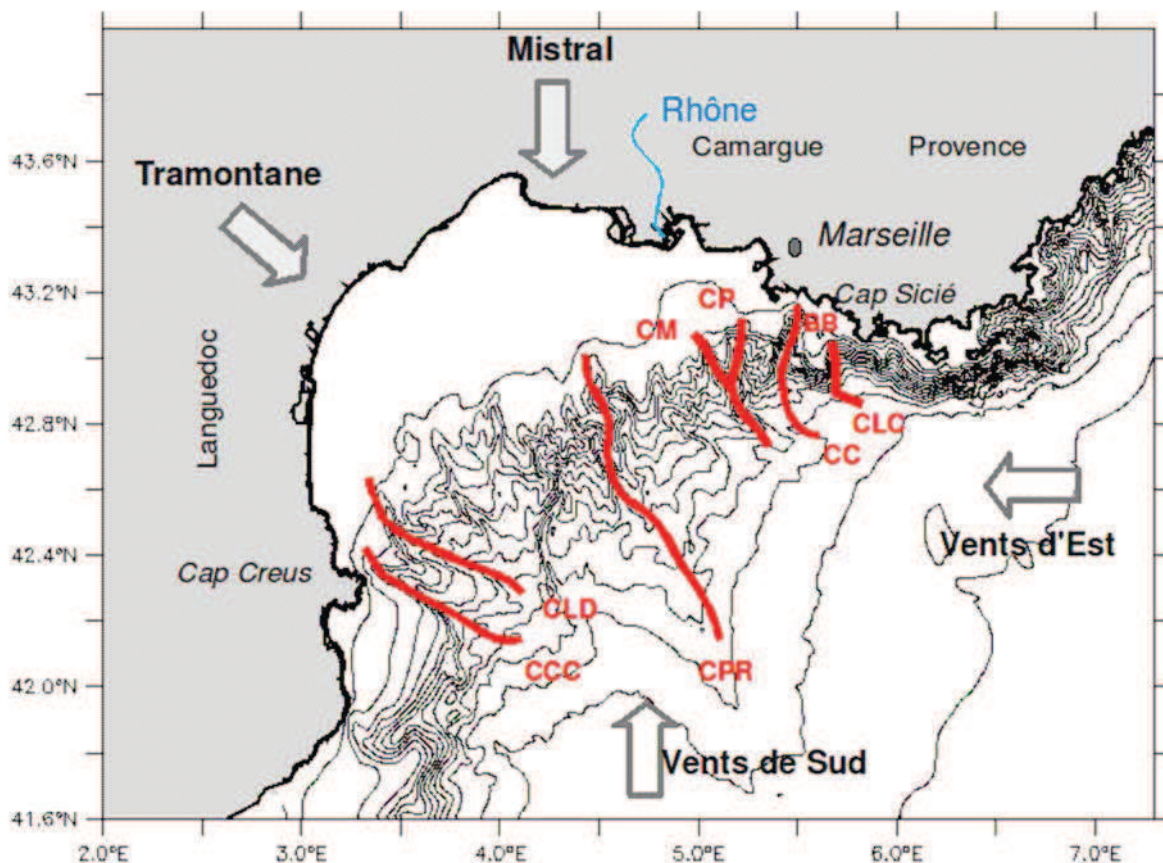 Mistral
Rhône
Camargue
Provence
43.6°N
Tramontane
Marseille
43.2°N
Cap Sicié
CP
CM
BB
Languedoc
42.8°N
CLC
CC
Vents d'Est
42.4°N
Cap Creus
CLD
CCC
CPR
42.0°N
Vents de Sud
41.6°N
2.0°E
3.0°E
4.0°E
5.0°E
6.0°E
7.0°E